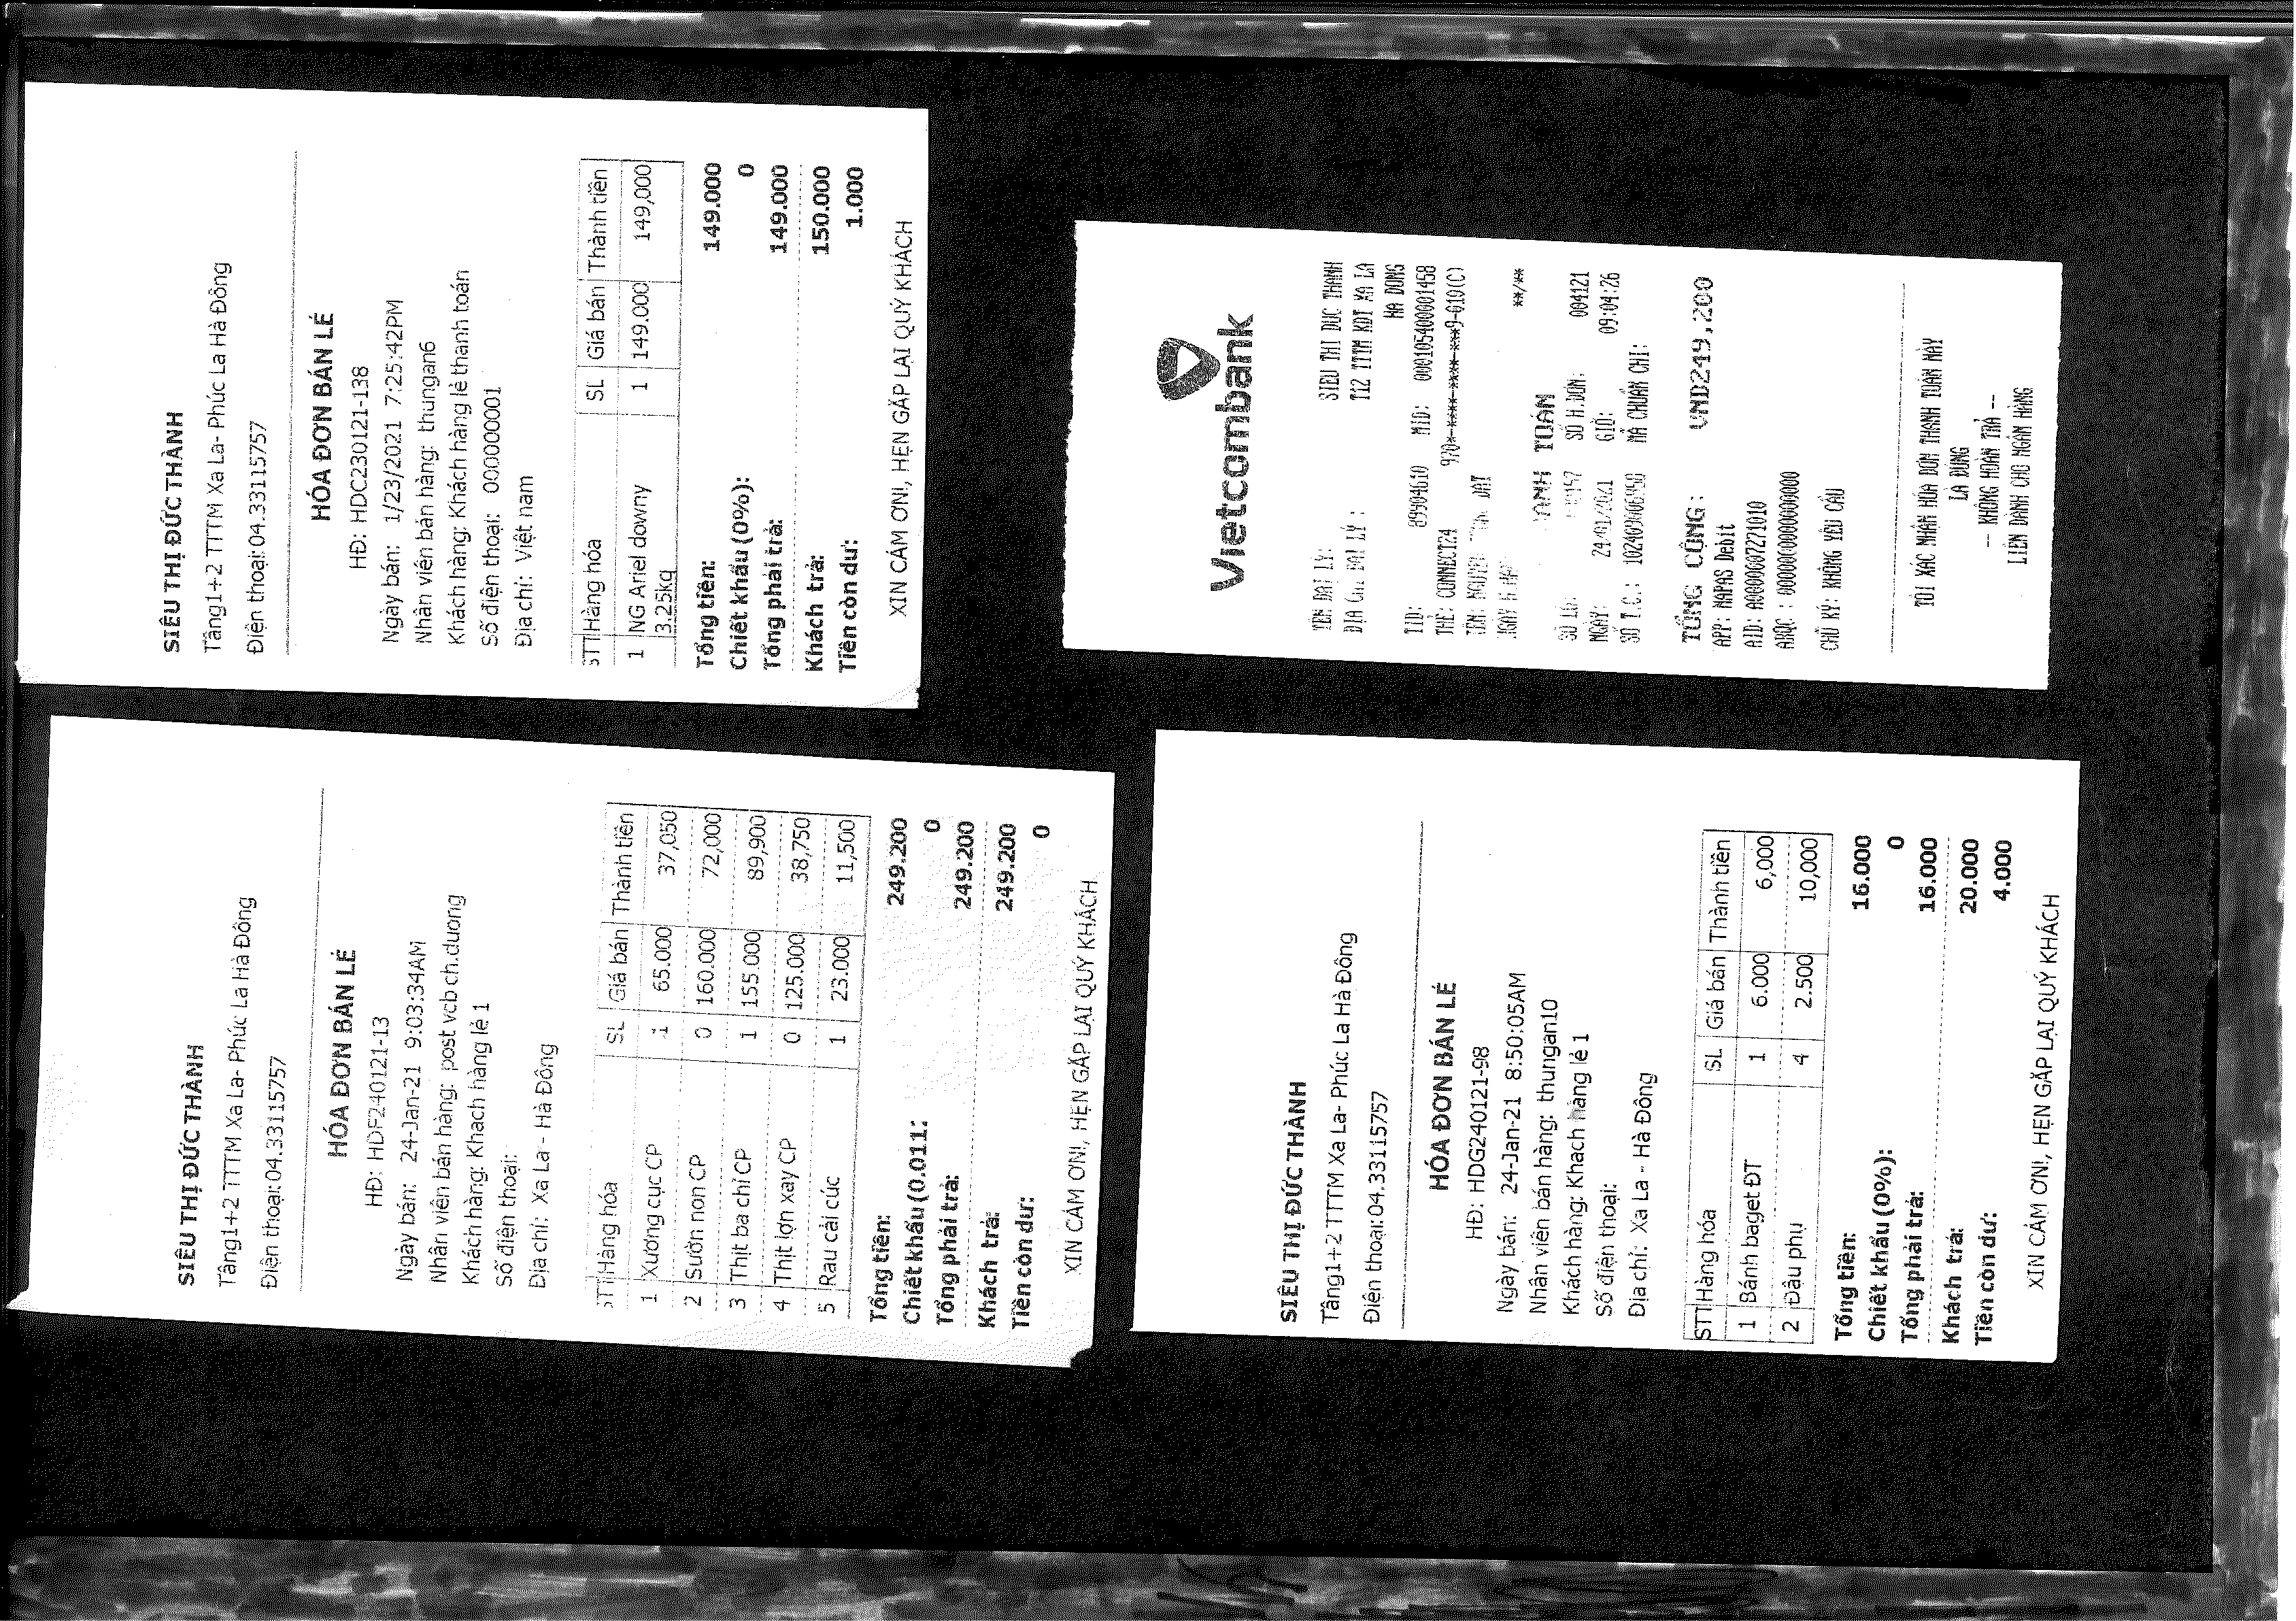 SIÊU THỊ ĐỨC THÀNH
Tầng1+2 TTTM Xa La- Phúc La Hà Đông
Điện thoại:04.33115757
HÓA ĐƠN BÁN LẺ
HĐ: HDF240121-13
Ngày bán: 24-Jan-21 9:03:34AM
Nhân viên bán hàng: post vcb ch.duong
Khách hàng: Khach hàng lẻ 1
Số điện thoại:
Địa chỉ: Xa La - Hà Đông
STT Hàng hóa SL Giá bán Thành tiền
1 Xương cục CP 1 65.000 37,050
2 Sườn non CP 0 160.000 72,000
3 Thịt ba chỉ CP 1 155.000 89,900
4 Thịt lợn xay CP 0 125.000 38,750
5 Rau cải cúc 1 23.000 11,500
Tổng tiền: 249.200
Chiết khấu (0.011: 0
Tổng phải trả: 249.200
Khách trả: 249.200
Tiền còn dư: 0
XIN CẢM ƠN!, HẸN GẶP LẠI QUÝ KHÁCH
SIÊU THỊ ĐỨC THÀNH
Tầng1+2 TTTM Xa La- Phúc La Hà Đông
Điện thoại:04.33115757
HÓA ĐƠN BÁN LẺ
HĐ: HDC230121-138
Ngày bán: 1/23/2021 7:25:42PM
Nhân viên bán hàng: thungan6
Khách hàng: Khách hàng lẻ thanh toán
Số điện thoại: 0000000001
Địa chỉ: Việt nam
STT Hàng hóa SL Giá bán Thành tiền
1 NG Ariel downy 1 149.000 149,000
3.25kg
Tổng tiền: 149.000
Chiết khấu (0%): 0
Tổng phải trả: 149.000
Khách trả: 150.000
Tiền còn dư: 1.000
XIN CẢM ƠN!, HẸN GẶP LẠI QUÝ KHÁCH
SIÊU THỊ ĐỨC THÀNH
Tầng1+2 TTTM Xa La- Phúc La Hà Đông
Điện thoại:04.33115757
HÓA ĐƠN BÁN LẺ
HĐ: HDG240121-98
Ngày bán: 24-Jan-21 8:50:05AM
Nhân viên bán hàng: thungan10
Khách hàng: Khach hàng lẻ 1
Số điện thoại:
Địa chỉ: Xa La - Hà Đông
STT Hàng hóa SL Giá bán Thành tiền
1 Bánh baget ĐT 1 6.000 6,000
2 Đậu phụ 4 2.500 10,000
Tổng tiền: 16.000
Chiết khấu (0%): 0
Tổng phải trả: 16.000
Khách trả: 20.000
Tiền còn dư: 4.000
XIN CẢM ƠN!, HẸN GẶP LẠI QUÝ KHÁCH
Vietcombank
TÊN ĐẠI LÝ: SIEU THI DUC THANH
ĐỊA CHỈ ĐẠI LÝ : T12 TTTM KDT XA LA
HA DONG
TID: 89904610 MID: 000105400001458
THẺ: CONNECT24 970*-****-****-***9-619(C)
**/**
TOÁN
SỐ LÔ: SỐ H.ĐƠN: 004121
NGÀY: 24/01/2021 GIỜ: 09:04:26
SỐ T.C.: MÃ CHUẨN CHI:
TỔNG CỘNG: VND249,200
APP: NAPAS Debit
AID: A0000007271010
ARQC : 0000000000000000
CHỮ KÝ: KHÔNG YÊU CẦU
TÔI XÁC NHẬN HÓA ĐƠN THANH TOÁN NÀY
LÀ ĐÚNG
-- KHÔNG HOÀN TRẢ --
LIÊN DÀNH CHO NGÂN HÀNG